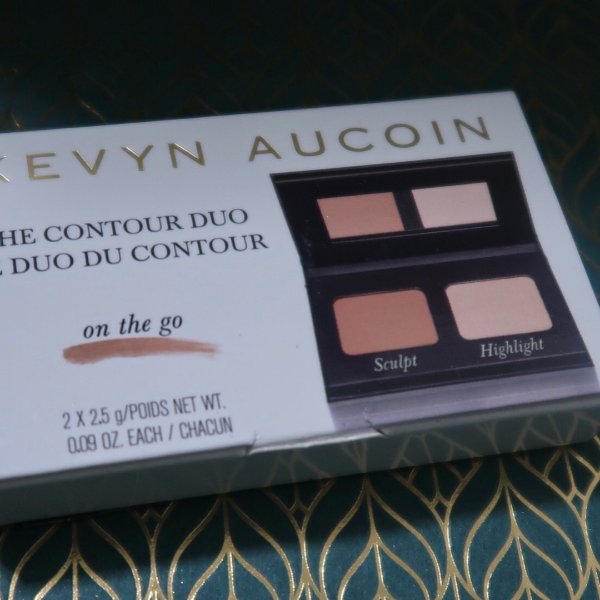 KEVYN AUCOIN
HE CONTOUR DUO
E DUO DU CONTOUR
on the go
2 X 2.5 g/POIDS NET WT.
0.09 OZ. EACH / CHACUN
Sculpt
Highlight